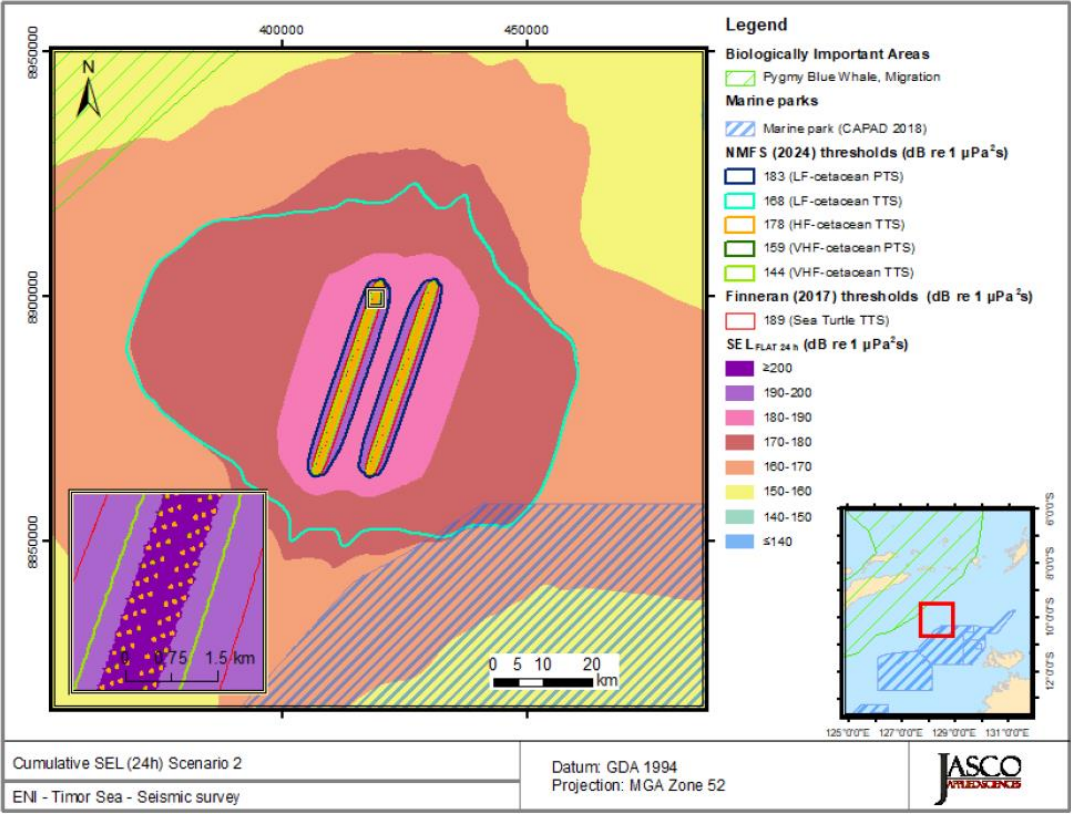 400000
450000
8950000
8900000
8850000
N
0 0.75 1.5 km
0 5 10 20
km
Legend
Biologically Important Areas
Pygmy Blue Whale, Migration
Marine parks
Marine park (CAPAD 2018)
NMFS (2024) thresholds (dB re 1 µPa²s)
183 (LF-cetacean PTS)
168 (LF-cetacean TTS)
178 (HF-cetacean TTS)
159 (VHF-cetacean PTS)
144 (VHF-cetacean TTS)
Finneran (2017) thresholds (dB re 1 µPa²s)
189 (Sea Turtle TTS)
SEL FLAT 24 h (dB re 1 µPa²s)
≥200
190-200
180-190
170-180
160-170
150-160
140-150
≤140
6°0'0"S
8°0'0"S
10°0'0"S
12°0'0"S
125°0'0"E 127°0'0"E 129°0'0"E 131°0'0"E
Cumulative SEL (24h) Scenario 2
ENI - Timor Sea - Seismic survey
Datum: GDA 1994
Projection: MGA Zone 52
JASCO
APPLIED SCIENCES